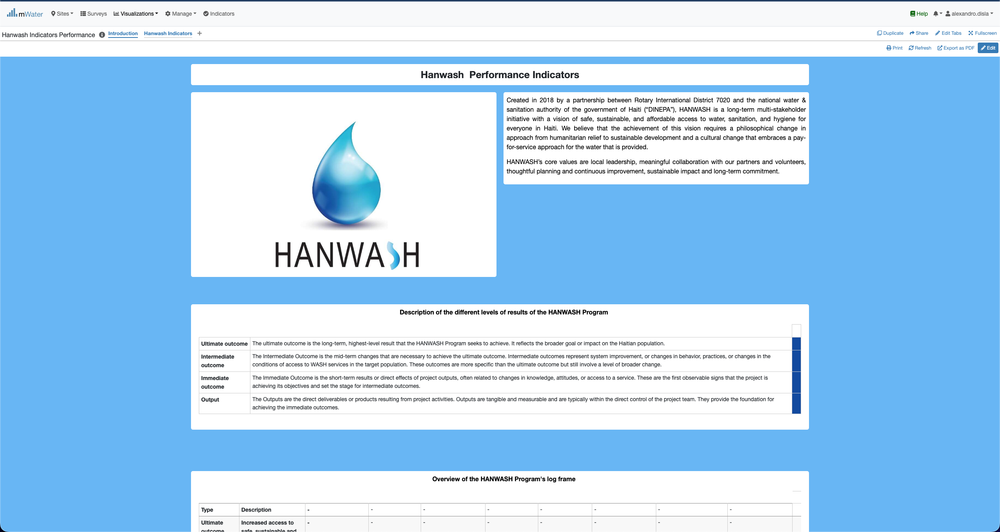 mWater Sites Surveys Visualizations Manage Indicators Help alexandro.disla
Hanwash Indicators Performance Introduction Hanwash Indicators + Duplicate Share Edit Tabs Fullscreen
Print Refresh Export as PDF Edit
Hanwash Performance Indicators
HANWASH
Created in 2018 by a partnership between Rotary International District 7020 and the national water &
sanitation authority of the government of Haiti (“DINEPA”), HANWASH is a long-term multi-stakeholder
initiative with a vision of safe, sustainable, and affordable access to water, sanitation, and hygiene for
everyone in Haiti. We believe that the achievement of this vision requires a philosophical change in
approach from humanitarian relief to sustainable development and a cultural change that embraces a pay-
for-service approach for the water that is provided.
HANWASH’s core values are local leadership, meaningful collaboration with our partners and volunteers,
thoughtful planning and continuous improvement, sustainable impact and long-term commitment.
Description of the different levels of results of the HANWASH Program
Ultimate outcome The ultimate outcome is the long-term, highest-level result that the HANWASH Program seeks to achieve. It reflects the broader goal or impact on the Haitian population.
Intermediate
outcome
The Intermediate Outcome is the mid-term changes that are necessary to achieve the ultimate outcome. Intermediate outcomes represent system improvement, or changes in behavior, practices, or changes in the
conditions of access to WASH services in the target population. These outcomes are more specific than the ultimate outcome but still involve a level of broader change.
Immediate
outcome
The Immediate Outcome is the short-term results or direct effects of project outputs, often related to changes in knowledge, attitudes, or access to a service. These are the first observable signs that the project is
achieving its objectives and set the stage for intermediate outcomes.
Output
The Outputs are the direct deliverables or products resulting from project activities. Outputs are tangible and measurable and are typically within the direct control of the project team. They provide the foundation for
achieving the immediate outcomes.
Overview of the HANWASH Program's log frame
Type Description - - - - - - - -
Ultimate Increased access to - - - - - - - -
outcome safe, sustainable and